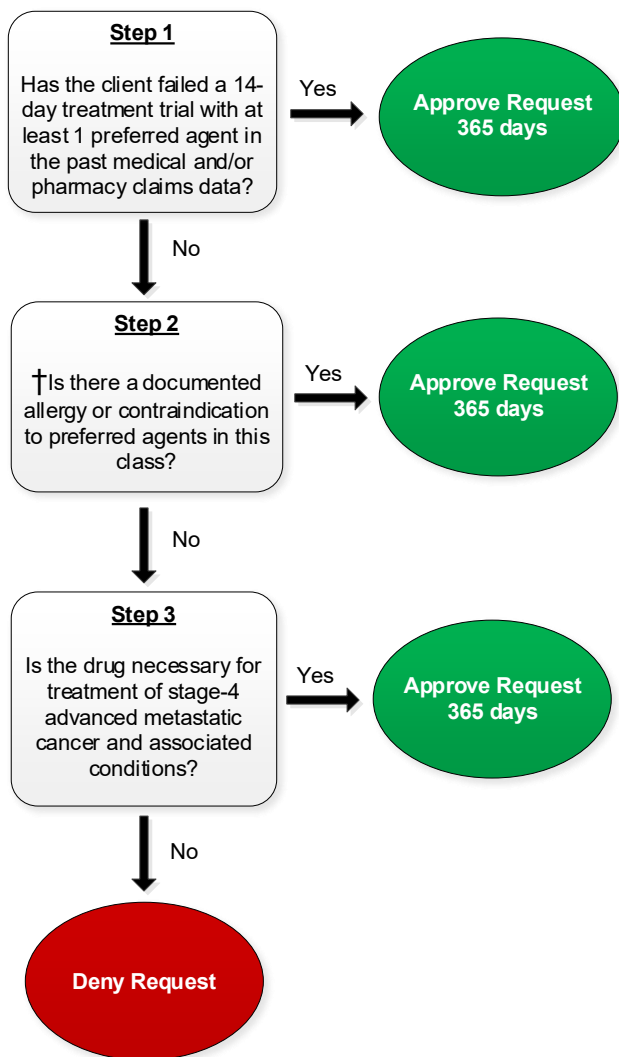 Step 1
Has the client failed a 14-
day treatment trial with at
least 1 preferred agent in
the past medical and/or
pharmacy claims data?
Yes
Approve Request
365 days
No
Step 2
†Is there a documented
allergy or contraindication
to preferred agents in this
class?
Yes
Approve Request
365 days
No
Step 3
Is the drug necessary for
treatment of stage-4
advanced metastatic
cancer and associated
conditions?
Yes
Approve Request
365 days
No
Deny Request